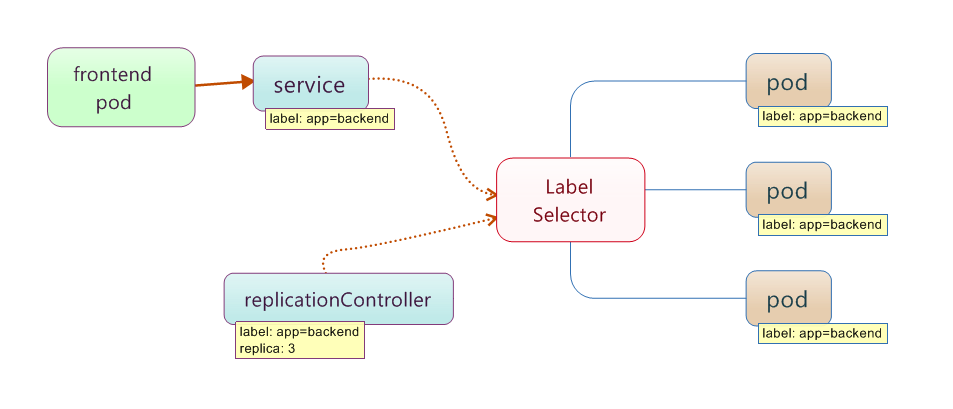 frontend
pod
service
label: app=backend
pod
label: app=backend
Label
Selector
pod
label: app=backend
replicationController
label: app=backend
replica: 3
pod
label: app=backend